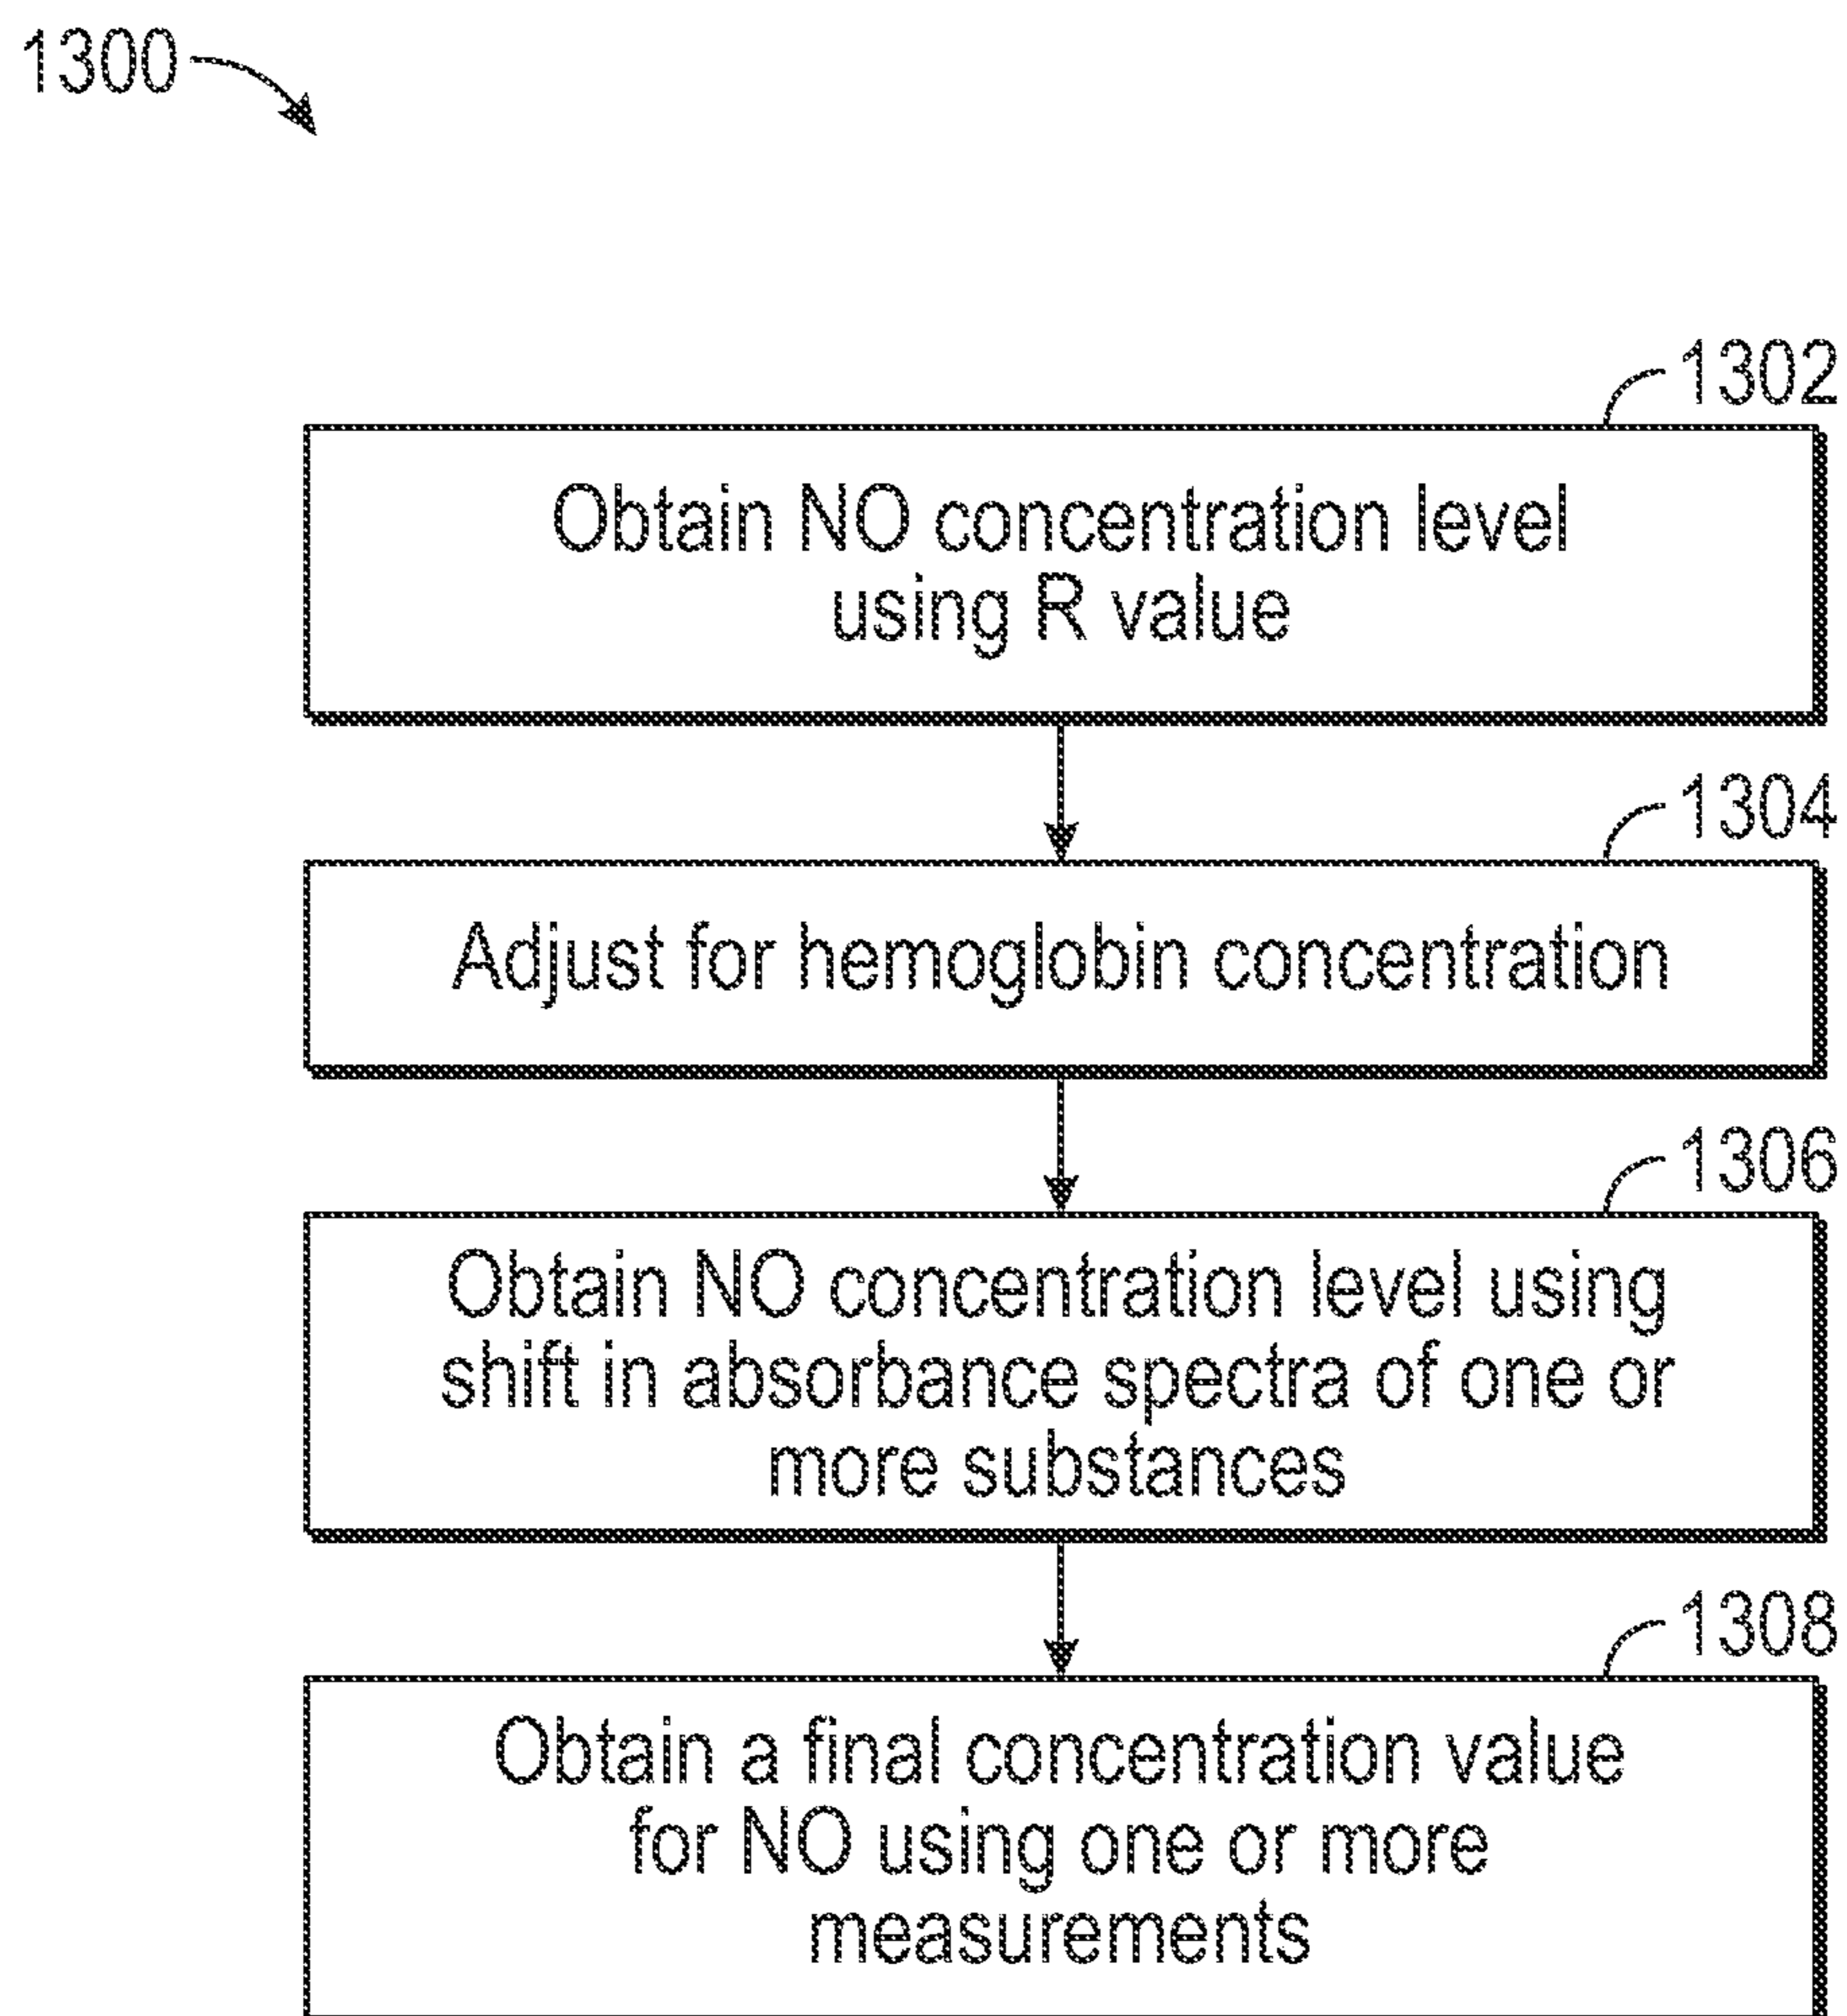 1300
1302
Obtain NO concentration level
using R value
1304
Adjust for hemoglobin concentration
1306
Obtain NO concentration level using
shift in absorbance spectra of one or
more substances
1308
Obtain a final concentration value
for NO using one or more
measurements